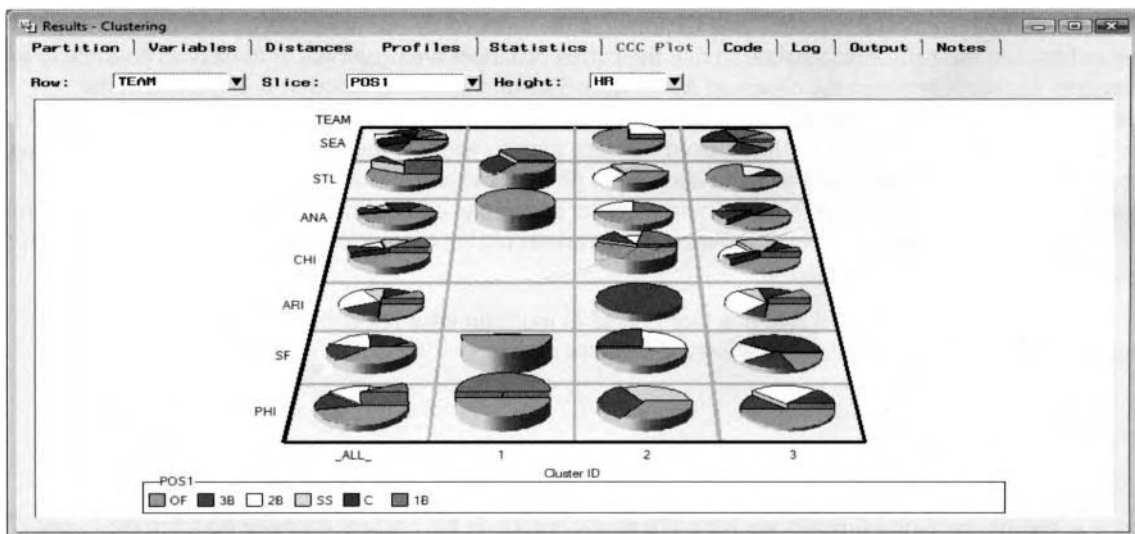 Results - Clustering
Partition Variables Distances Profiles Statistics CCC Plot Code Log Output Notes
Row: TEAM Slice: POS1 Height: HR
TEAM
SEA
STL
ANA
CHI
ARI
SF
PHI
_ALL_ 1 2 3
Cluster ID
POS1
OF 3B 2B SS C 1B